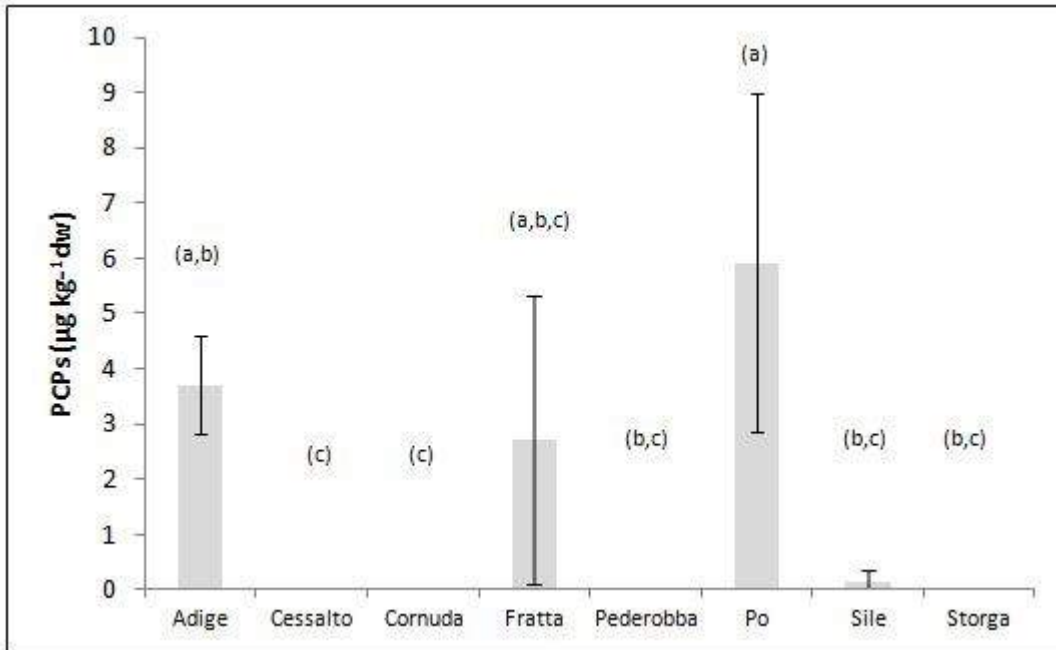 PCPs (µg kg-¹dw)
10
9
8
7
6
5
4
3
2
1
0
(a,b)
(c)
(c)
(a,b,c)
(b,c)
(a)
(b,c)
(b,c)
Adige Cessalto Cornuda Fratta Pederobba Po Sile Storga